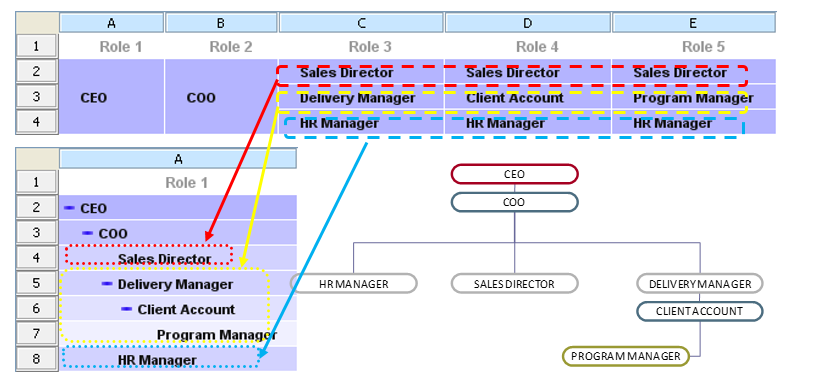 A B C D E
1 Role 1 Role 2 Role 3 Role 4 Role 5
2 Sales Director Sales Director Sales Director
3 CEO COO Delivery Manager Client Account Program Manager
4 HR Manager HR Manager HR Manager
A
1 Role 1
2 CEO
3 COO
4 Sales Director
5 Delivery Manager
6 Client Account
7 Program Manager
8 HR Manager
CEO
COO
HR MANAGER SALES DIRECTOR DELIVERY MANAGER
CLIENT ACCOUNT
PROGRAM MANAGER